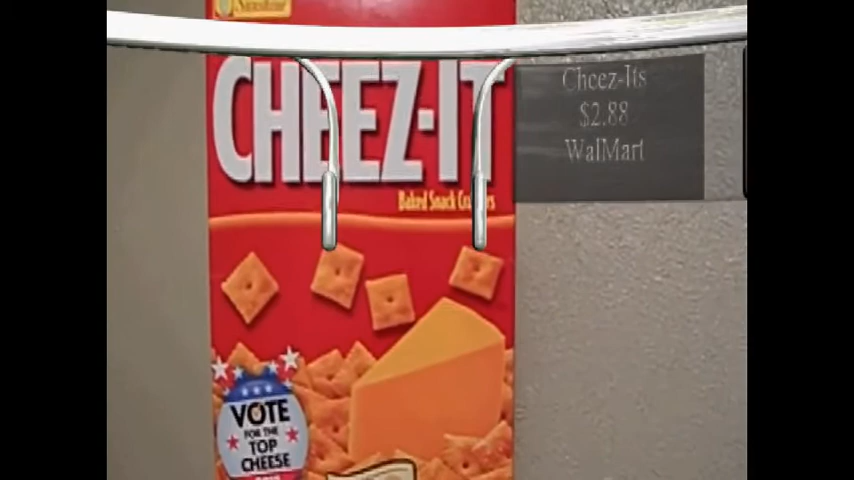 Sunshine
CHEEZ-IT
Baked Snack Crackers
Cheez-Its
$2.88
WalMart
VOTE
FOR THE
TOP
CHEESE